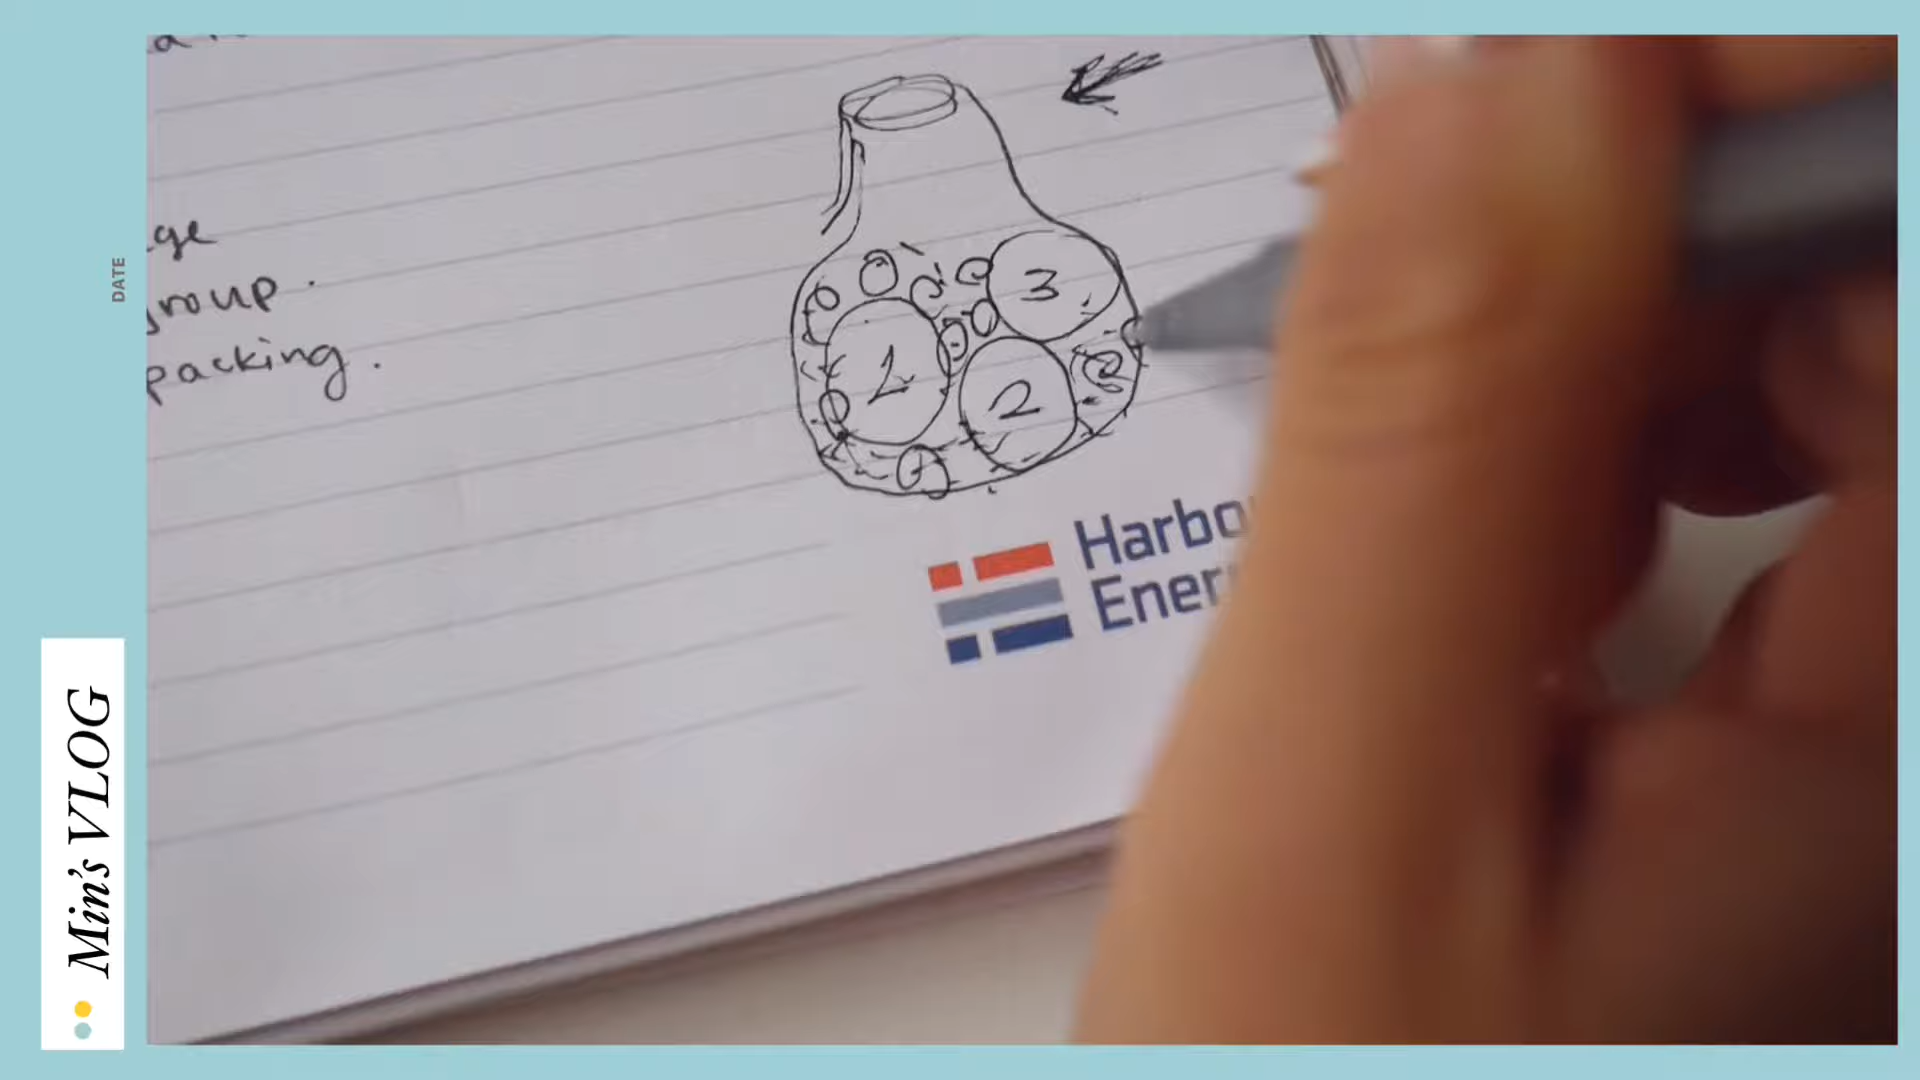 DATE
Min's VLOG
group.
packing.
1
2
3
Harbo
Ener